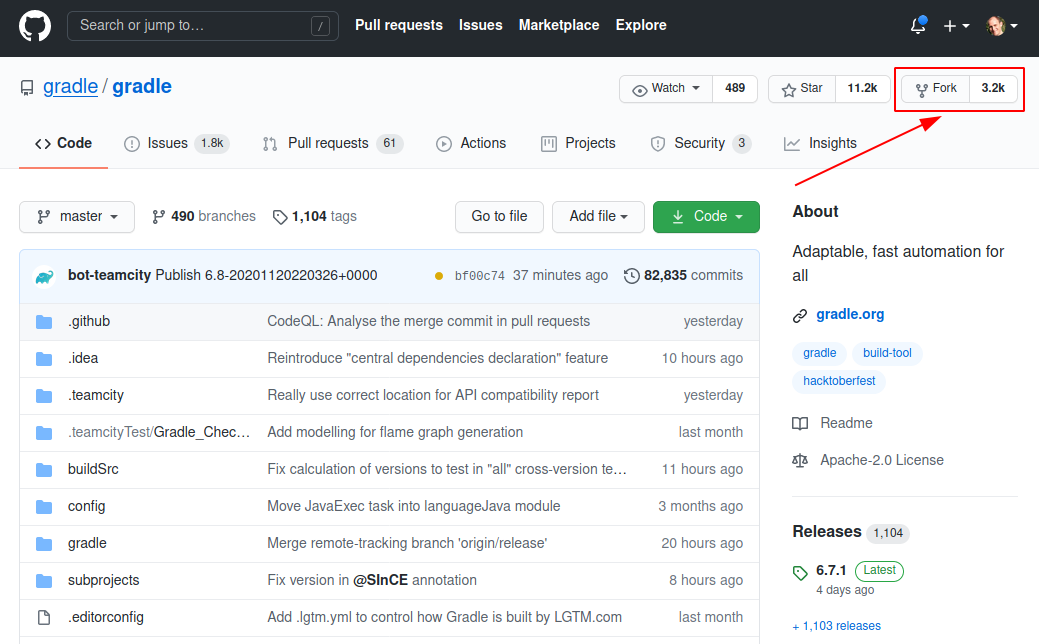 Search or jump to… /
Pull requests Issues Marketplace Explore
gradle / gradle
Watch 489 Star 11.2k Fork 3.2k
Code Issues 1.8k Pull requests 61 Actions Projects Security 3 Insights
master 490 branches 1,104 tags Go to file Add file Code
bot-teamcity Publish 6.8-20201120220326+0000 bf00c74 37 minutes ago 82,835 commits
.github CodeQL: Analyse the merge commit in pull requests yesterday
.idea Reintroduce "central dependencies declaration" feature 10 hours ago
.teamcity Really use correct location for API compatibility report yesterday
.teamcityTest/Gradle_Chec… Add modelling for flame graph generation last month
buildSrc Fix calculation of versions to test in "all" cross-version te… 11 hours ago
config Move JavaExec task into languageJava module 3 months ago
gradle Merge remote-tracking branch 'origin/release' 20 hours ago
subprojects Fix version in @SInCE annotation 8 hours ago
.editorconfig Add .lgtm.yml to control how Gradle is built by LGTM.com last month
About
Adaptable, fast automation for
all
gradle.org
gradle build-tool
hacktoberfest
Readme
Apache-2.0 License
Releases 1,104
6.7.1 Latest
4 days ago
+ 1,103 releases